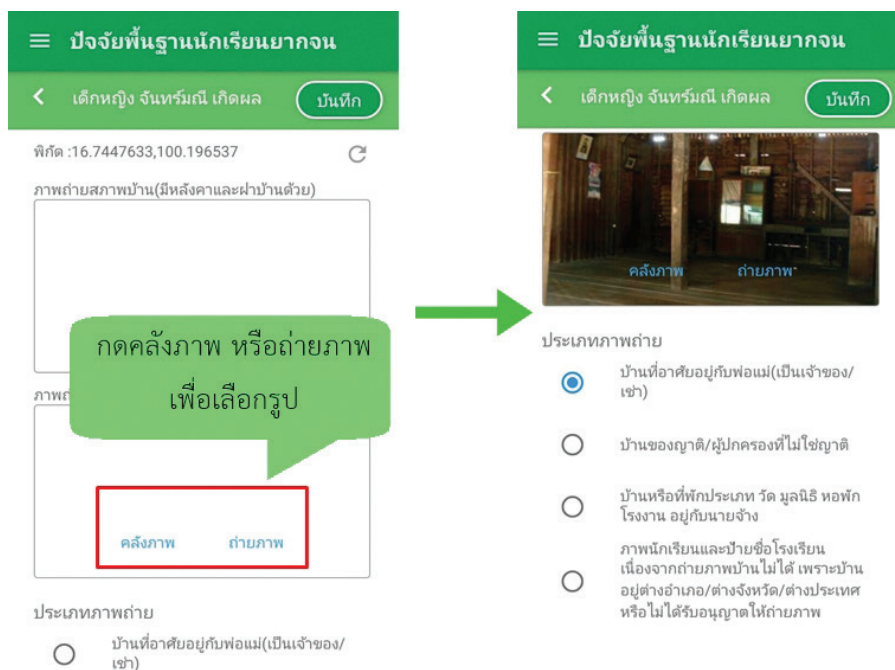 ปัจจัยพื้นฐานนักเรียนยากจน
เด็กหญิง จันทร์มณี เกิดผล
บันทึก
พิกัด :16.7447633,100.196537
ภาพถ่ายสภาพบ้าน(มีหลังคาและฝาบ้านด้วย)
กดคลังภาพ หรือถ่ายภาพ
เพื่อเลือกรูป
คลังภาพ ถ่ายภาพ
ประเภทภาพถ่าย
บ้านที่อาศัยอยู่กับพ่อแม่(เป็นเจ้าของ/
เช่า)
ปัจจัยพื้นฐานนักเรียนยากจน
เด็กหญิง จันทร์มณี เกิดผล
บันทึก
คลังภาพ ถ่ายภาพ
ประเภทภาพถ่าย
บ้านที่อาศัยอยู่กับพ่อแม่(เป็นเจ้าของ/
เช่า)
บ้านของญาติ/ผู้ปกครองที่ไม่ใช่ญาติ
บ้านหรือที่พักประเภท วัด มูลนิธิ หอพัก
โรงงาน อยู่กับนายจ้าง
ภาพนักเรียนและป้ายชื่อโรงเรียน
เนื่องจากถ่ายภาพบ้านไม่ได้ เพราะบ้าน
อยู่ต่างอำเภอ/ต่างจังหวัด/ต่างประเทศ
หรือไม่ได้รับอนุญาตให้ถ่ายภาพ